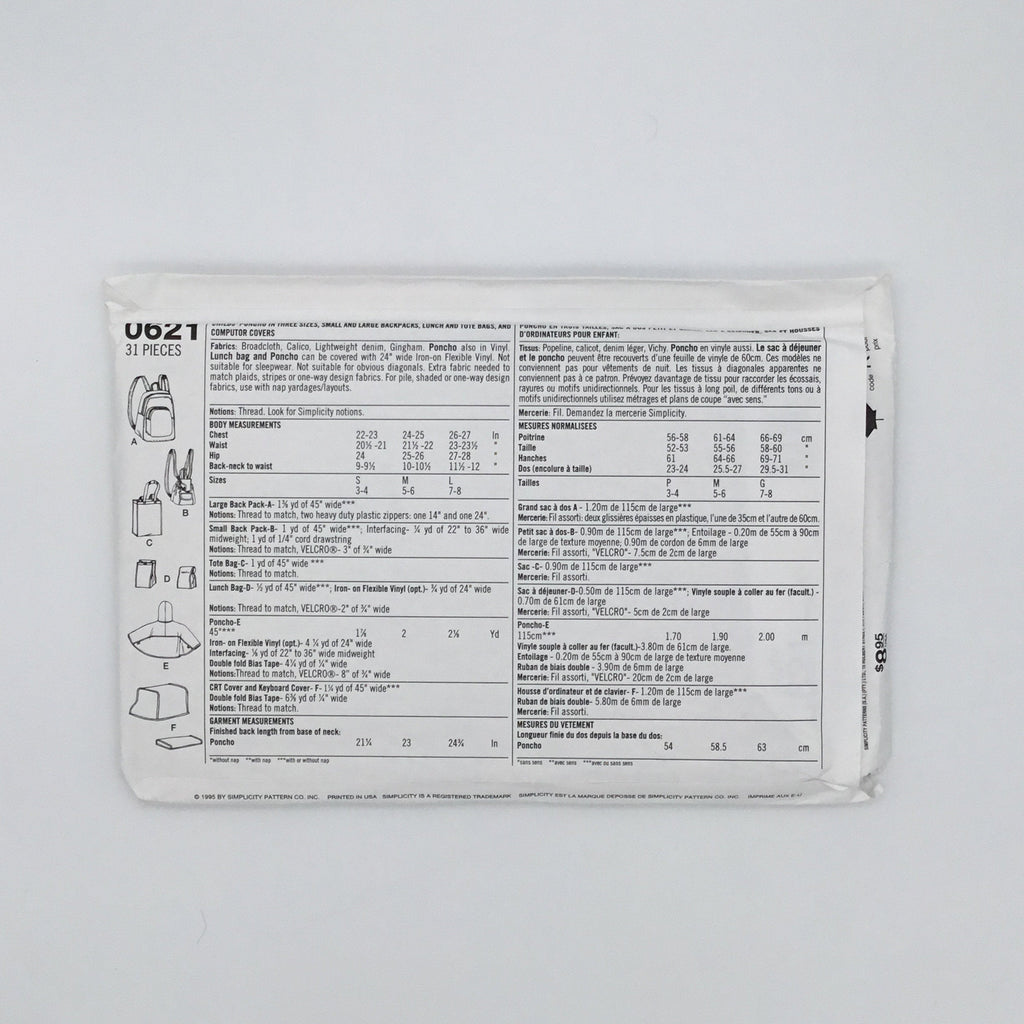 0621
31 PIECES
A
B
C
D
E
F
CHILDS' PONCHO IN THREE SIZES, SMALL AND LARGE BACKPACKS, LUNCH AND TOTE BAGS, AND
COMPUTOR COVERS
Fabrics: Broadcloth, Calico, Lightweight denim, Gingham. Poncho also in Vinyl.
Lunch bag and Poncho can be covered with 24" wide Iron-on Flexible Vinyl. Not
suitable for sleepwear. Not suitable for obvious diagonals. Extra fabric needed to
match plaids, stripes or one-way design fabrics. For pile, shaded or one-way design
fabrics, use with nap yardages/layouts.
Notions: Thread. Look for Simplicity notions.
BODY MEASUREMENTS
Chest 22-23 24-25 26-27 In
Waist 20½ -21 21½ -22 23-23½ "
Hip 24 25-26 27-28 "
Back-neck to waist 9-9½ 10-10½ 11½ -12 "
Sizes S M L
3-4 5-6 7-8
Large Back Pack-A- 1⅜ yd of 45" wide***
Notions: Thread to match, two heavy duty plastic zippers: one 14" and one 24".
Small Back Pack-B- 1 yd of 45" wide***; Interfacing- ¼ yd of 22" to 36" wide
midweight; 1 yd of 1/4" cord drawstring
Notions: Thread to match, VELCRO®- 3" of ¾" wide
Tote Bag-C- 1 yd of 45" wide ***
Notions: Thread to match.
Lunch Bag-D- ½ yd of 45" wide***; Iron- on Flexible Vinyl (opt.)- ¾ yd of 24" wide
Notions: Thread to match, VELCRO®-2" of ¾" wide
Poncho-E
45"*** 1⅞ 2 2⅛ Yd
Iron- on Flexible Vinyl (opt.)- 4 ⅛ yd of 24" wide
Interfacing- ⅛ yd of 22" to 36" wide midweight
Double fold Bias Tape- 4¼ yd of ¼" wide
Notions:Thread to match, VELCRO®- 8" of ¾" wide
CRT Cover and Keyboard Cover- F- 1¼ yd of 45" wide***
Double fold Bias Tape- 6⅜ yd of ¼" wide
Notions: Thread to match.
GARMENT MEASUREMENTS
Finished back length from base of neck:
Poncho 21¼ 23 24¾ In
*without nap **with nap ***with or without nap
D'ORDINATEURS POUR ENFANT:
Tissus: Popeline, calicot, denim léger, Vichy. Poncho en vinyle aussi. Le sac à déjeuner
et le poncho peuvent être recouverts d'une feuille de vinyle de 60cm. Ces modèles ne
conviennent pas pour vêtements de nuit. Les tissus à diagonales apparentes ne
conviennent pas à ce patron. Prévoyez davantage de tissu pour raccorder les écossais,
rayures ou motifs unidirectionnels. Pour les tissus à long poil, de différents tons ou à
motifs unidirectionnels utilisez métrages et plans de coupe "avec sens."
Mercerie: Fil. Demandez la mercerie Simplicity.
MESURES NORMALISEES
Poitrine 56-58 61-64 66-69 cm
Taille 52-53 55-56 58-60 "
Hanches 61 64-66 69-71 "
Dos (encolure à taille) 23-24 25.5-27 29.5-31 "
Tailles P M G
3-4 5-6 7-8
Grand sac à dos A - 1.20m de 115cm de large***
Mercerie: Fil assorti: deux glissières épaisses en plastique, l'une de 35cm et l'autre de 60cm.
Petit sac à dos-B- 0.90m de 115cm de large***; Entoilage - 0.20m de 55cm à 90cm
de large de texture moyenne; 0.90m de cordon de 6mm de large
Mercerie: Fil assorti, "VELCRO"- 7.5cm de 2cm de large
Sac -C- 0.90m de 115cm de large***
Mercerie: Fil assorti.
Sac à déjeuner-D-0.50m de 115cm de large***; Vinyle souple à coller au fer (facult.) -
0.70m de 61cm de large
Mercerie: Fil assorti, "VELCRO"- 5cm de 2cm de large
Poncho-E
115cm*** 1.70 1.90 2.00 m
Vinyle souple à coller au fer (facult.)-3.80m de 61cm de large.
Entoilage - 0.20m de 55cm à 90cm de large de texture moyenne
Ruban de biais double - 3.90m de 6mm de large
Mercerie: Fil assorti, "VELCRO"- 20cm de 2cm de large
Housse d'ordinateur et de clavier- F- 1.20m de 115cm de large***
Ruban de biais double- 5.80m de 6mm de large
Mercerie: Fil assorti.
MESURES DU VETEMENT
Longueur finie du dos depuis la base du dos:
Poncho 54 58.5 63 cm
*sans sens **avec sens ***avec ou sans sens
© 1995 BY SIMPLICITY PATTERN CO. INC. PRINTED IN USA SIMPLICITY IS A REGISTERED TRADEMARK SIMPLICITY EST LA MARQUE DEPOSEE DE SIMPLICITY PATTERN CO. INC. IMPRIME AUX E-U
code
prix
$8.95